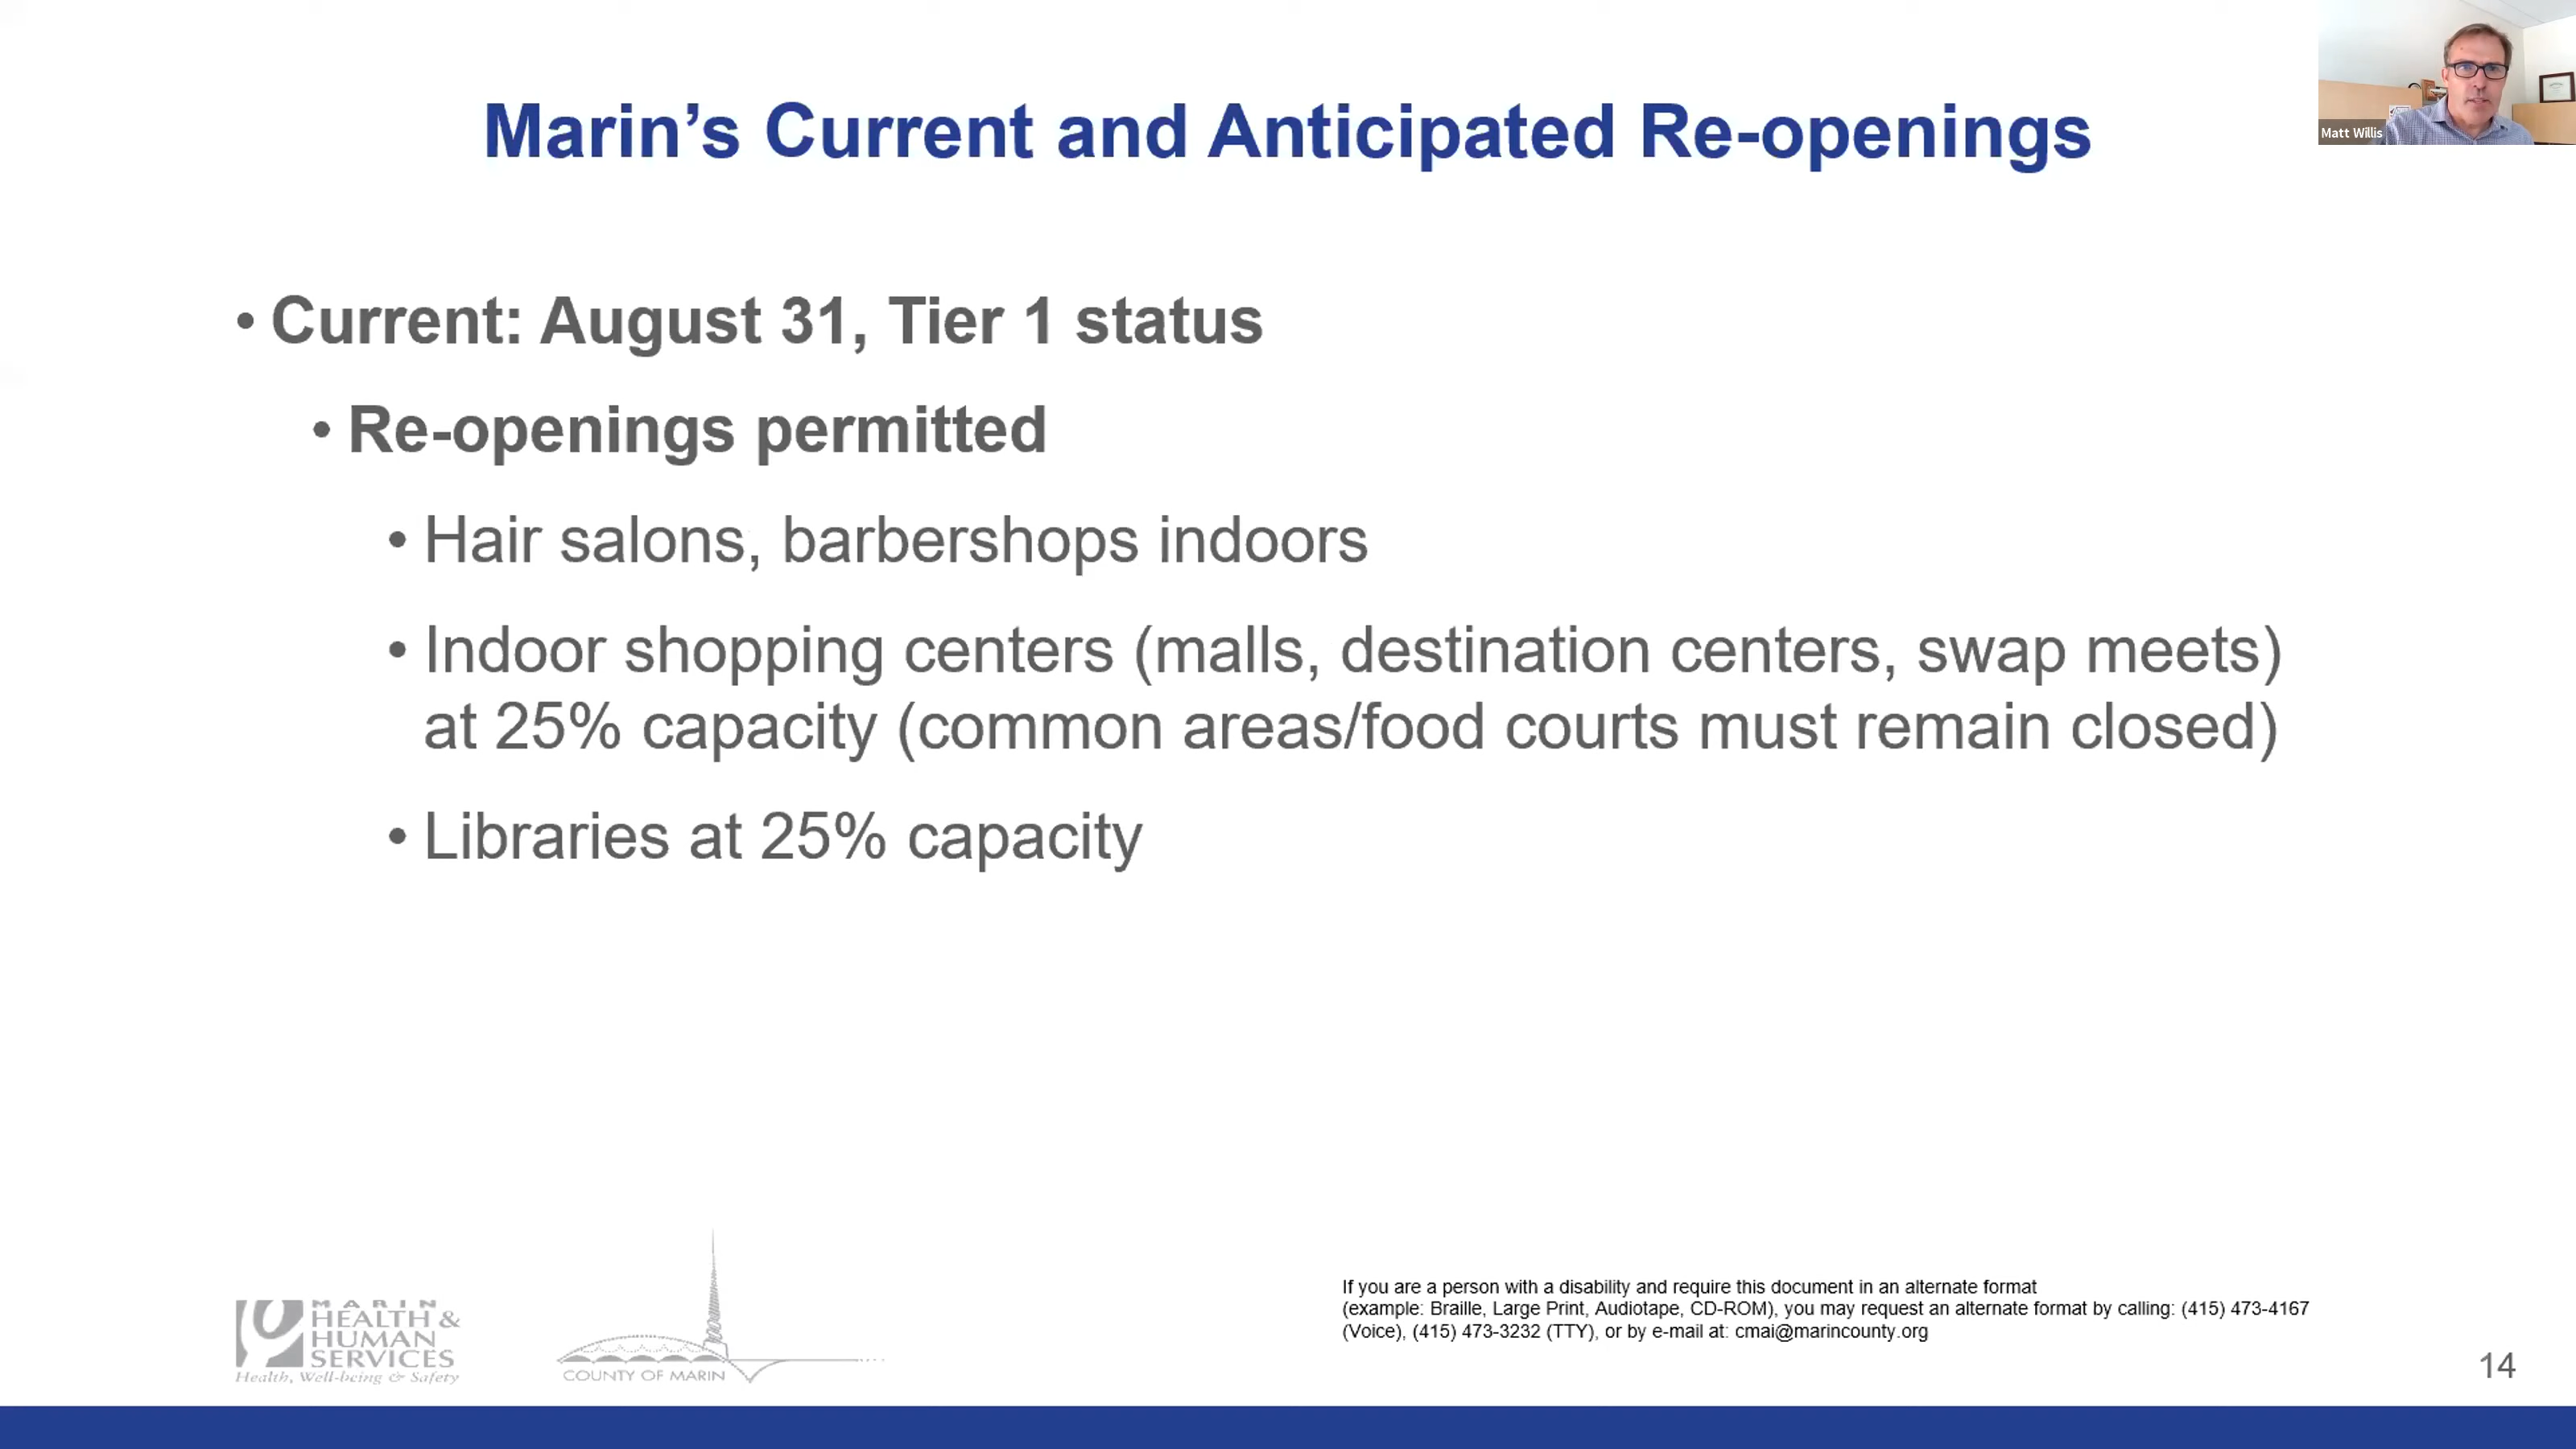 Marin’s Current and Anticipated Re-openings
Matt Willis
• Current: August 31, Tier 1 status
• Re-openings permitted
• Hair salons, barbershops indoors
• Indoor shopping centers (malls, destination centers, swap meets)
at 25% capacity (common areas/food courts must remain closed)
• Libraries at 25% capacity
MARIN
HEALTH &
HUMAN
SERVICES
Health, Well-being & Safety
COUNTY OF MARIN
If you are a person with a disability and require this document in an alternate format
(example: Braille, Large Print, Audiotape, CD-ROM), you may request an alternate format by calling: (415) 473-4167
(Voice), (415) 473-3232 (TTY), or by e-mail at: cmai@marincounty.org
14